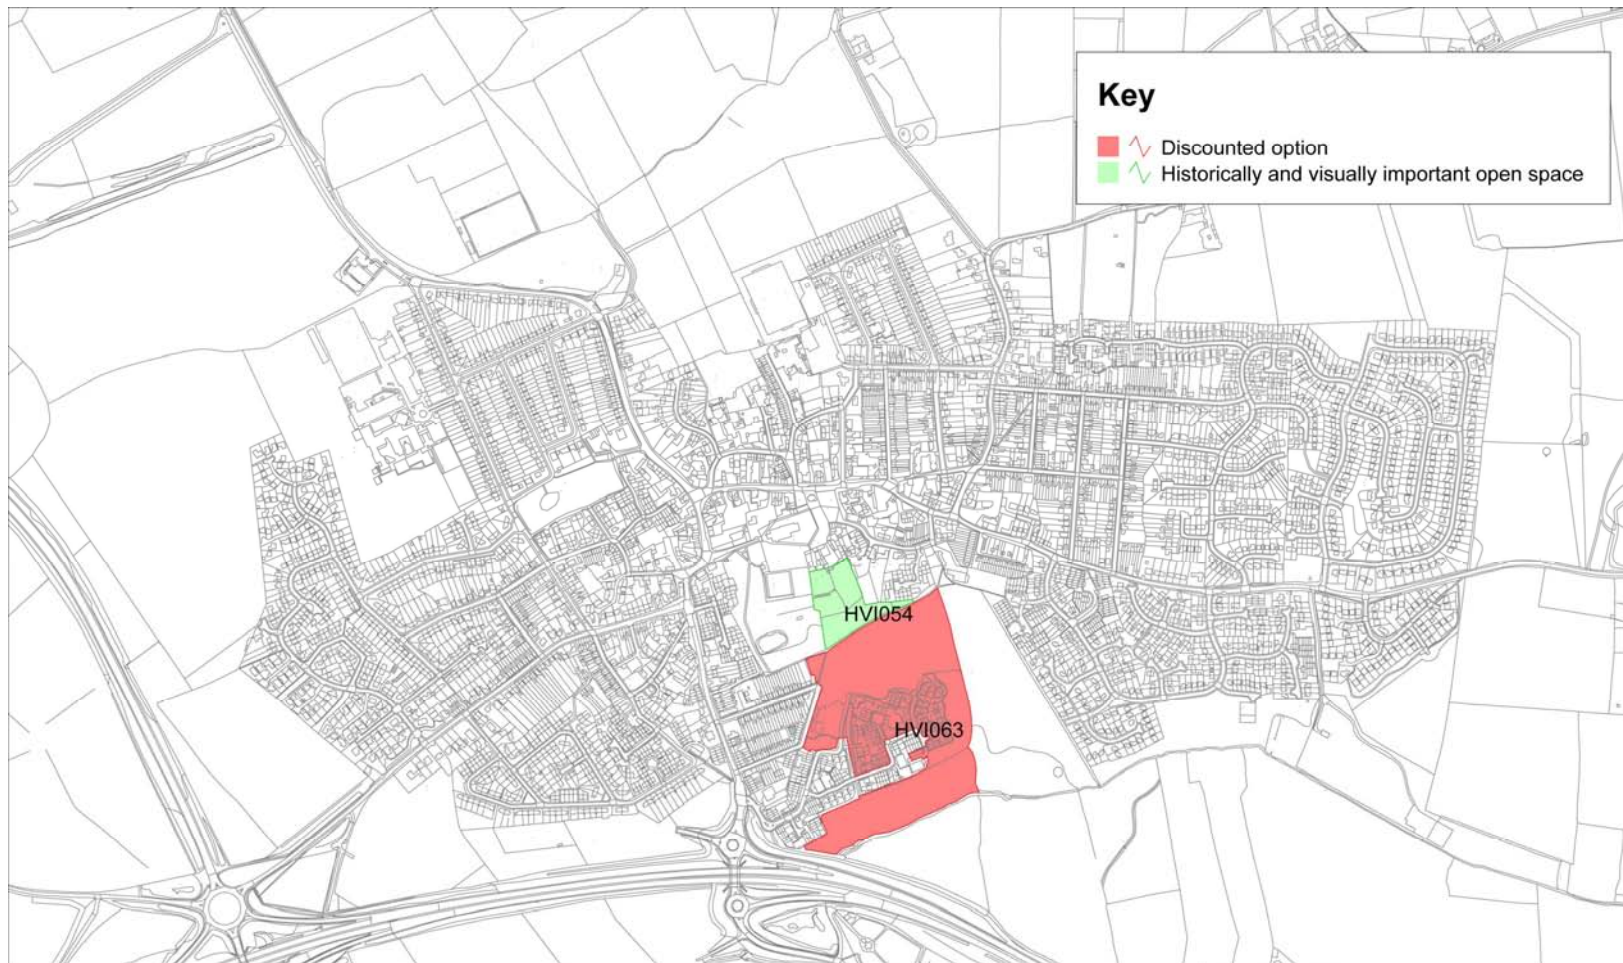 Key
Discounted option
Historically and visually important open space
HVI054
HVI063